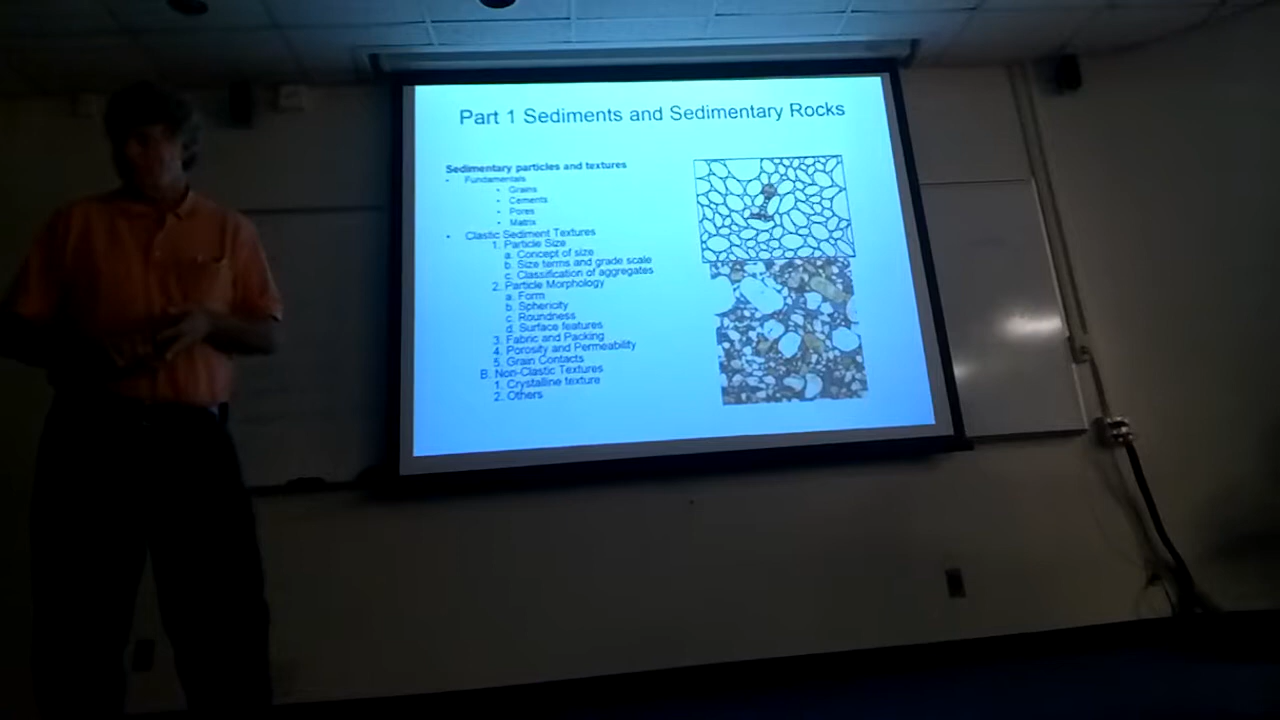 Part 1 Sediments and Sedimentary Rocks
Sedimentary particles and textures
• Fundamentals
• Grains
• Cements
• Pores
• Matrix
• Clastic Sediment Textures
1. Particle Size
a. Concept of size
b. Size terms and grade scale
c. Classification of aggregates
2. Particle Morphology
a. Form
b. Sphericity
c. Roundness
d. Surface features
3. Fabric and Packing
4. Porosity and Permeability
5. Grain Contacts
B. Non-Clastic Textures
1. Crystalline texture
2. Others